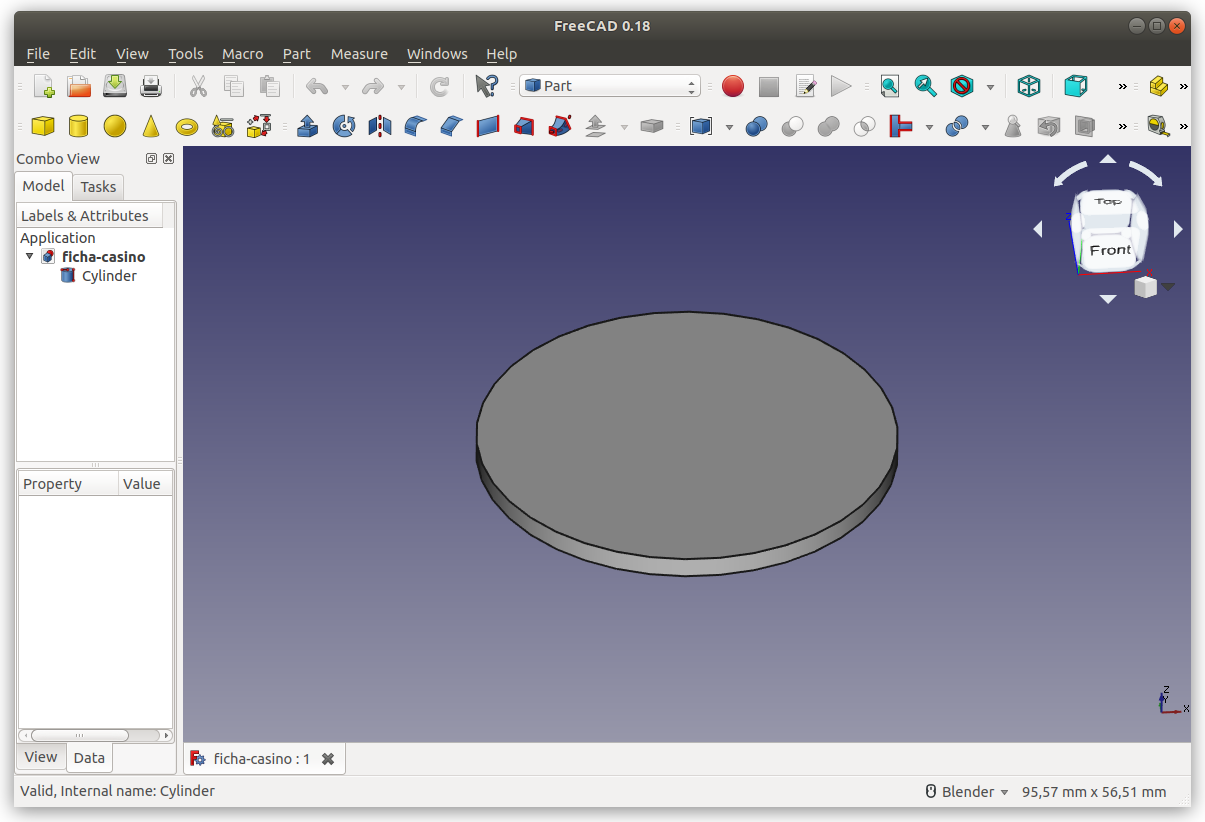 FreeCAD 0.18
File Edit View Tools Macro Part Measure Windows Help
Part
Combo View
Model Tasks
Labels & Attributes
Application
ficha-casino
Cylinder
Property Value
View Data
Top
Front
Z
Z
Y
X
ficha-casino : 1
Valid, Internal name: Cylinder
Blender 95,57 mm x 56,51 mm